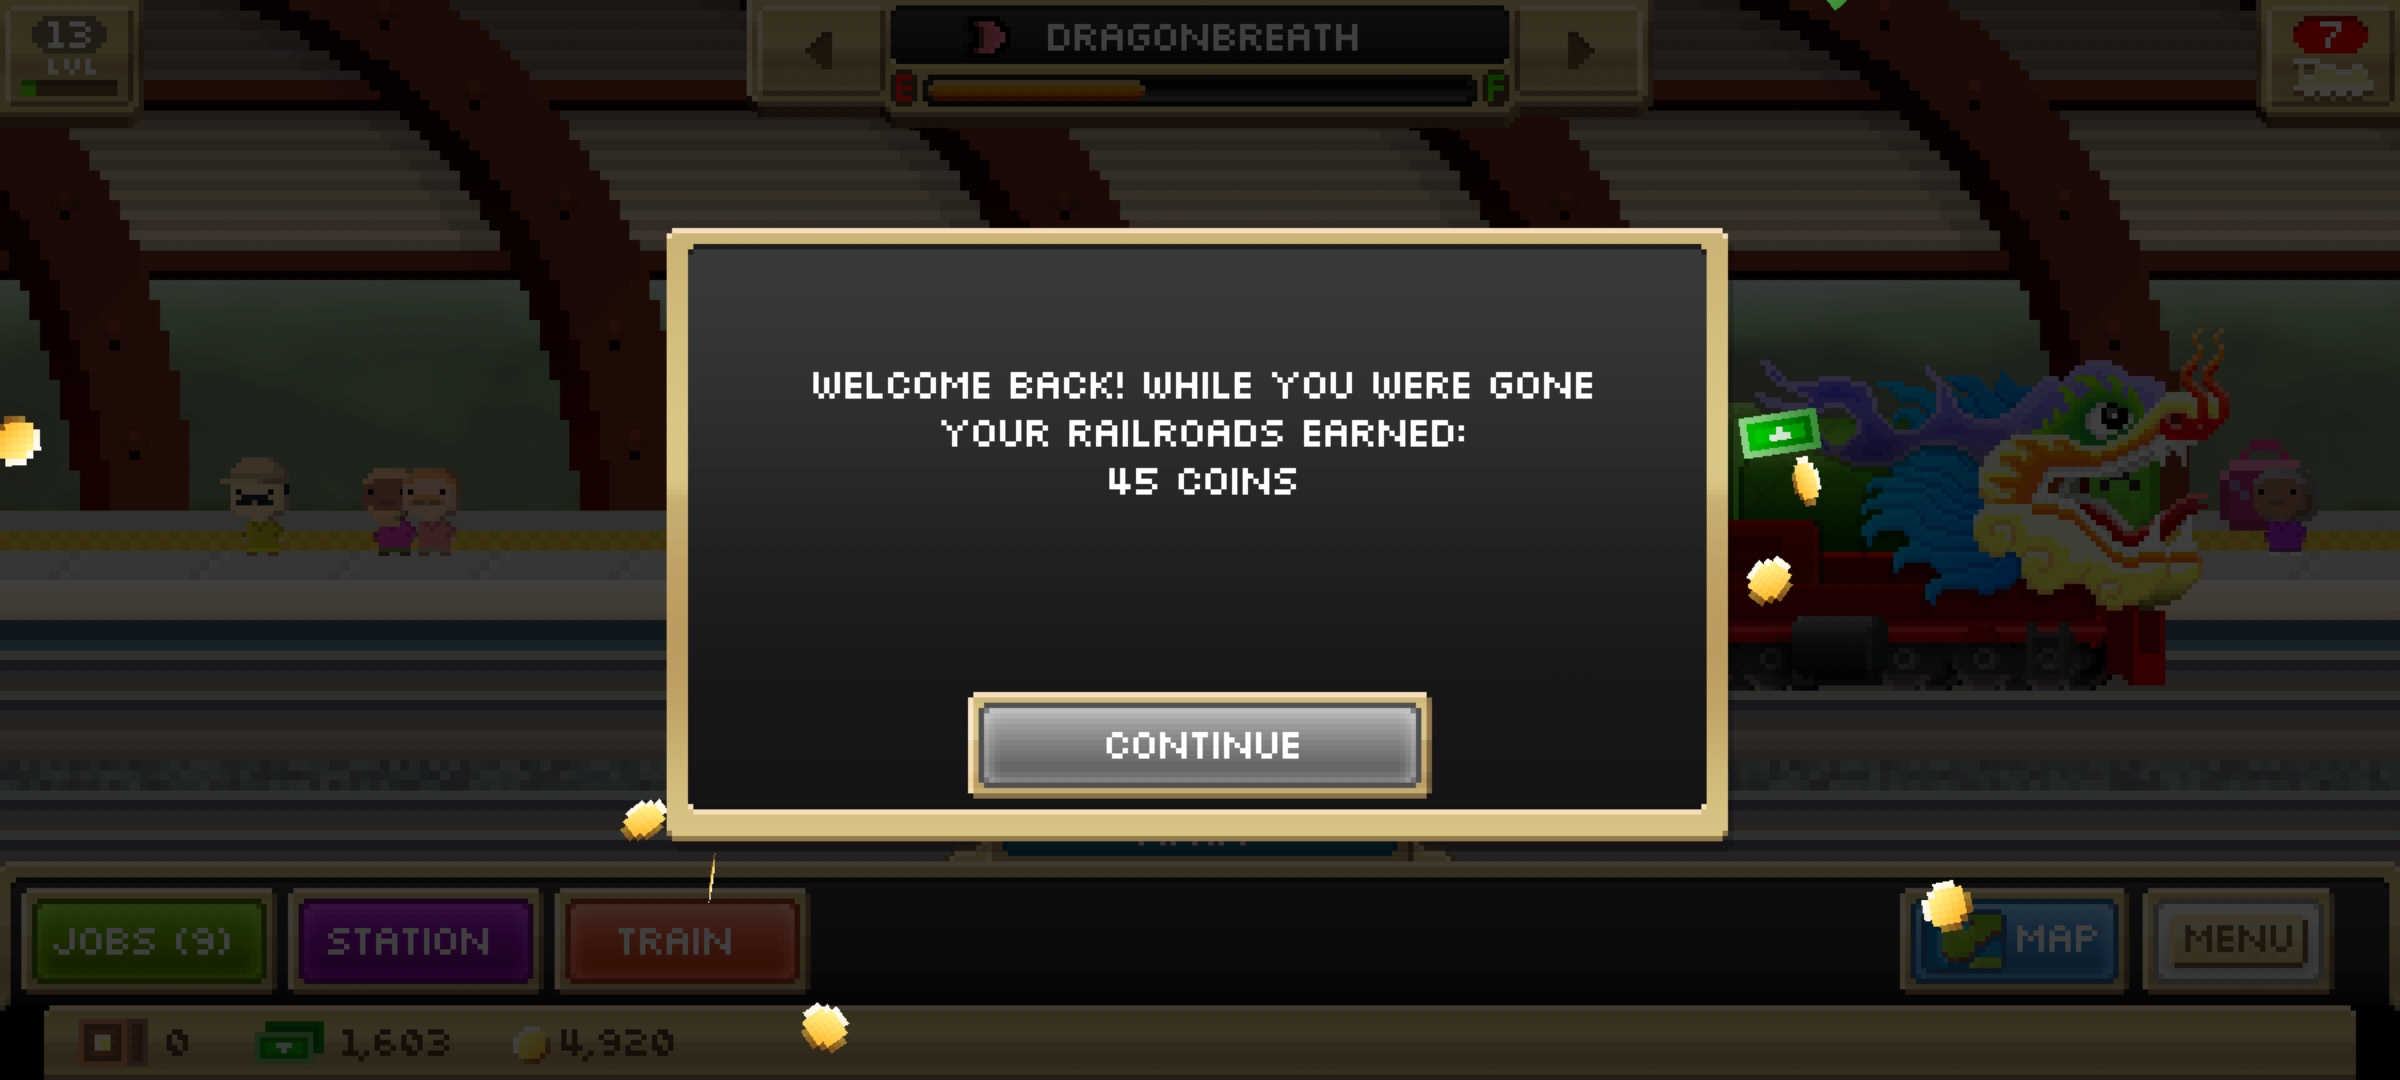 13
LVL
DRAGONBREATH
E
F
7
WELCOME BACK! WHILE YOU WERE GONE
YOUR RAILROADS EARNED:
45 COINS
CONTINUE
JOBS (9)
STATION
TRAIN
MAP
MENU
0
1,603
4,920